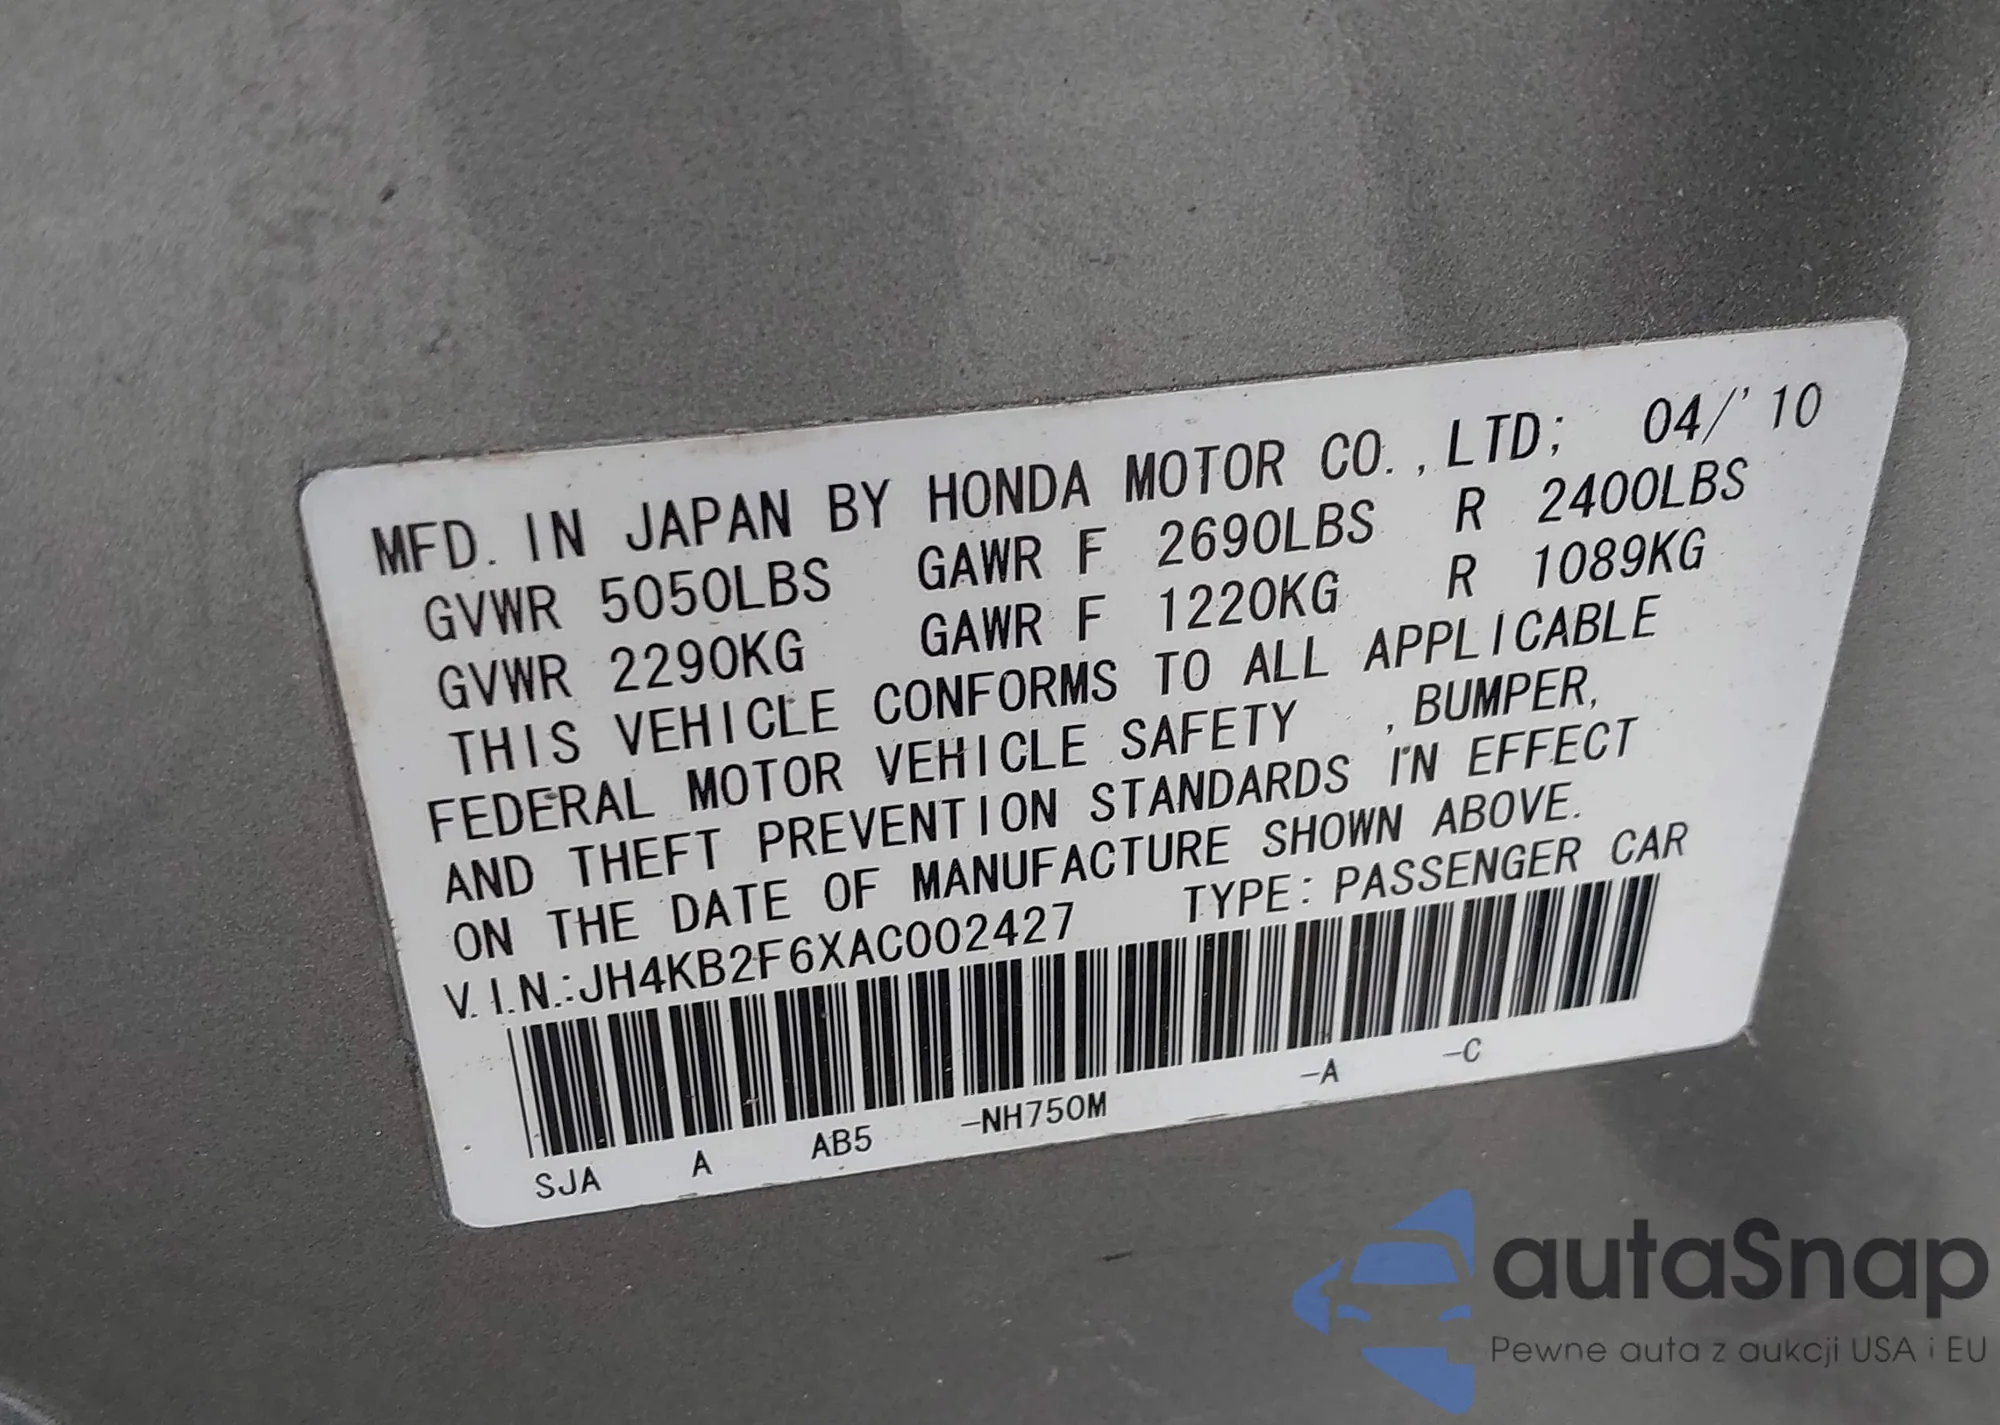 MFD. IN JAPAN BY HONDA MOTOR CO.,LTD; 04/'10
GVWR 5050LBS GAWR F 2690LBS R 2400LBS
GVWR 2290KG GAWR F 1220KG R 1089KG
THIS VEHICLE CONFORMS TO ALL APPLICABLE
FEDERAL MOTOR VEHICLE SAFETY , BUMPER,
AND THEFT PREVENTION STANDARDS IN EFFECT
ON THE DATE OF MANUFACTURE SHOWN ABOVE.
V.I.N.:JH4KB2F6XAC002427 TYPE: PASSENGER CAR
SJA A AB5 -NH750M -A -C
autaSnap
Pewne auta z aukcji USA i EU